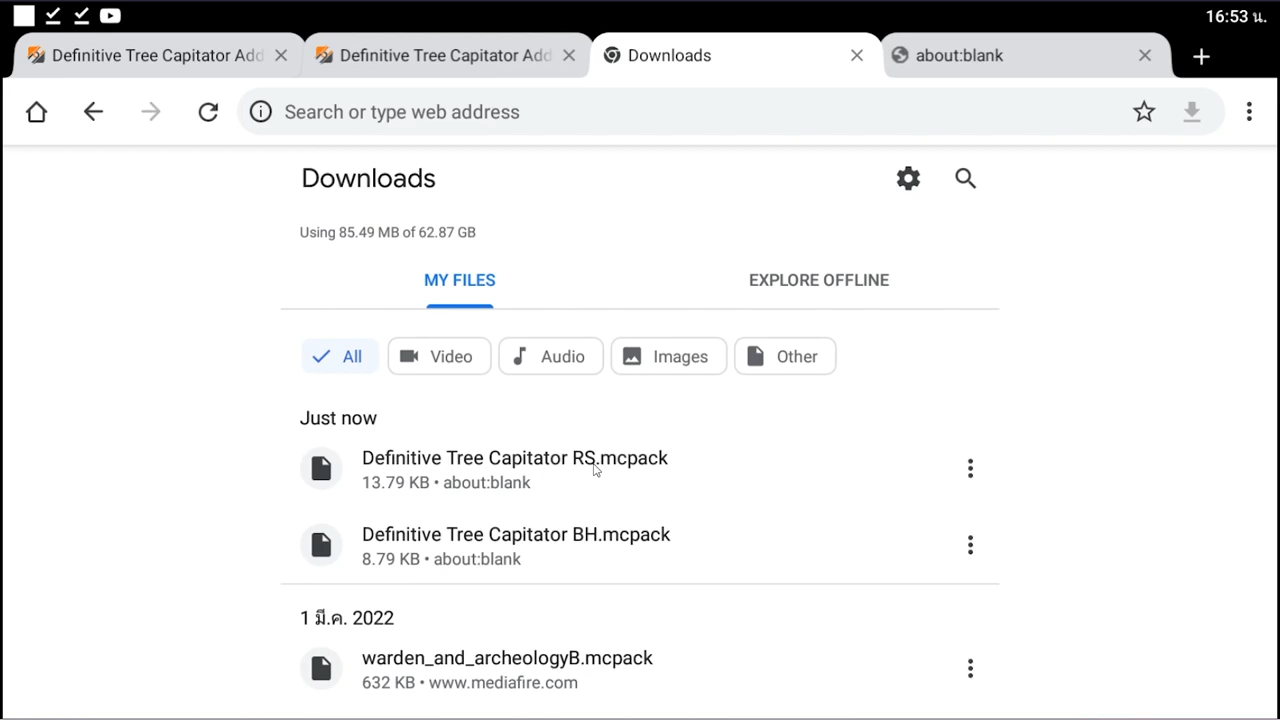 16:53 น.
Definitive Tree Capitator Add
Definitive Tree Capitator Add
Downloads
about:blank
Search or type web address
Downloads
Using 85.49 MB of 62.87 GB
MY FILES
EXPLORE OFFLINE
All
Video
Audio
Images
Other
Just now
Definitive Tree Capitator RS.mcpack
13.79 KB • about:blank
Definitive Tree Capitator BH.mcpack
8.79 KB • about:blank
1 มี.ค. 2022
warden_and_archeologyB.mcpack
632 KB • www.mediafire.com